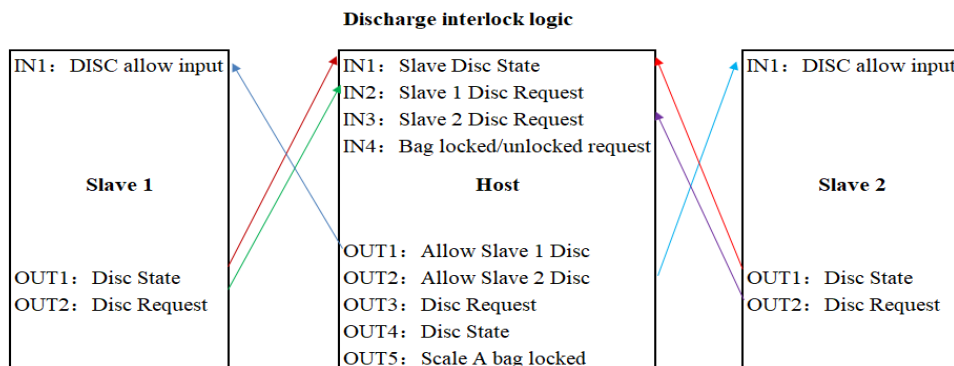 Discharge interlock logic
IN1：DISC allow input
Slave 1
OUT1：Disc State
OUT2：Disc Request
IN1：Slave Disc State
IN2：Slave 1 Disc Request
IN3：Slave 2 Disc Request
IN4：Bag locked/unlocked request
Host
OUT1：Allow Slave 1 Disc
OUT2：Allow Slave 2 Disc
OUT3：Disc Request
OUT4：Disc State
OUT5：Scale A bag locked
IN1：DISC allow input
Slave 2
OUT1：Disc State
OUT2：Disc Request